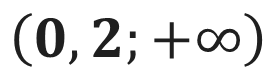 (0, 2; +∞)